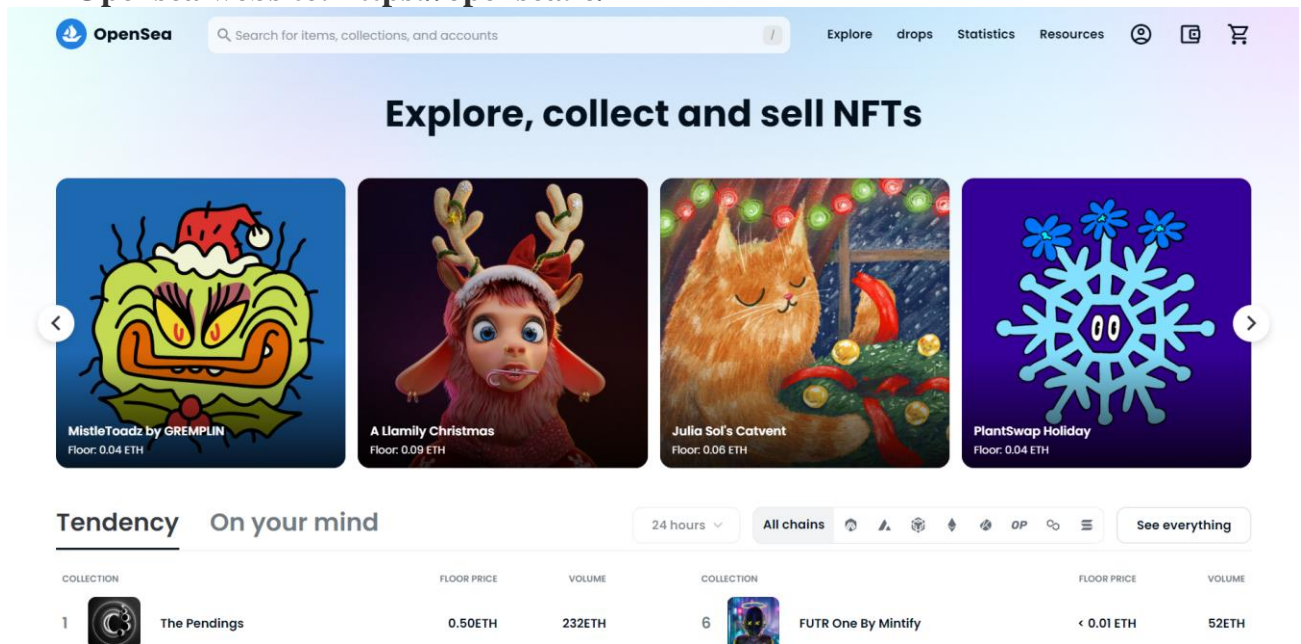 OpenSea
Search for items, collections, and accounts
/
Explore
drops
Statistics
Resources
Explore, collect and sell NFTs
MistleToadz by GREMPLIN
Floor: 0.04 ETH
A Llamily Christmas
Floor: 0.09 ETH
Julia Sol's Catvent
Floor: 0.06 ETH
PlantSwap Holiday
Floor: 0.04 ETH
Tendency
On your mind
24 hours
All chains
OP
See everything
COLLECTION FLOOR PRICE VOLUME
1 The Pendings 0.50ETH 232ETH
COLLECTION FLOOR PRICE VOLUME
6 FUTR One By Mintify < 0.01 ETH 52ETH